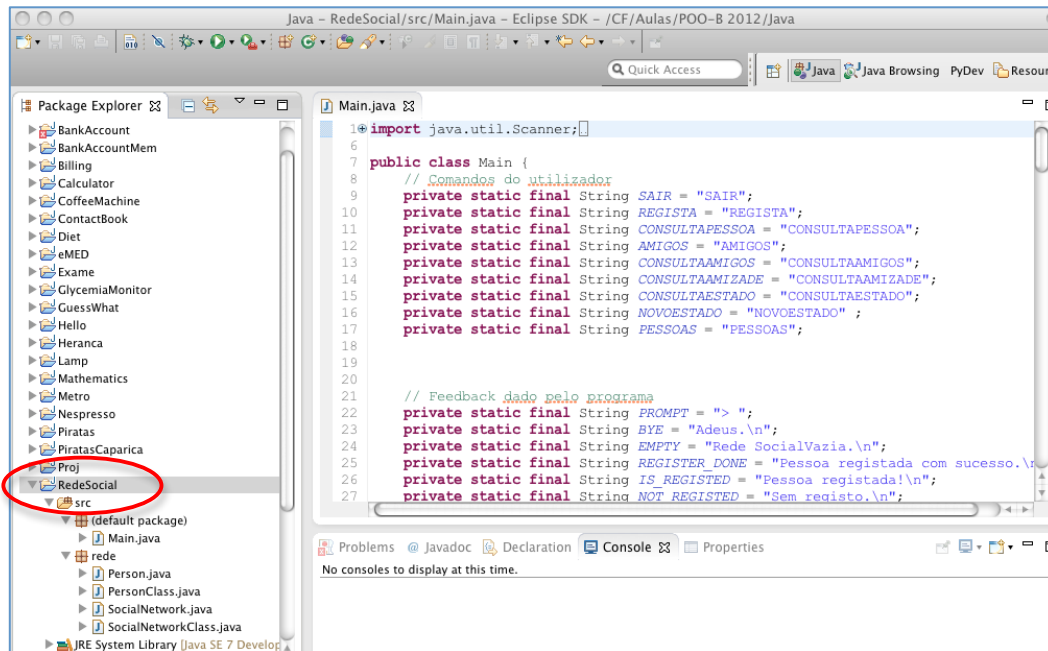 Java – RedeSocial/src/Main.java – Eclipse SDK – /CF/Aulas/POO-B 2012/Java
Quick Access
Java
Java Browsing
PyDev
Resour
Package Explorer
BankAccount
BankAccountMem
Billing
Calculator
CoffeeMachine
ContactBook
Diet
eMED
Exame
GlycemiaMonitor
GuessWhat
Hello
Heranca
Lamp
Mathematics
Metro
Nespresso
Piratas
PiratasCaparica
Proj
RedeSocial
src
(default package)
Main.java
rede
Person.java
PersonClass.java
SocialNetwork.java
SocialNetworkClass.java
JRE System Library [Java SE 7 Develop
Main.java
1 import java.util.Scanner;
6
7 public class Main {
8 // Comandos do utilizador
9 private static final String SAIR = "SAIR";
10 private static final String REGISTA = "REGISTA";
11 private static final String CONSULTAPESSOA = "CONSULTAPESSOA";
12 private static final String AMIGOS = "AMIGOS";
13 private static final String CONSULTAAMIGOS = "CONSULTAAMIGOS";
14 private static final String CONSULTAAMIZADE = "CONSULTAAMIZADE";
15 private static final String CONSULTAESTADO = "CONSULTAESTADO";
16 private static final String NOVOESTADO = "NOVOESTADO" ;
17 private static final String PESSOAS = "PESSOAS";
18
19
20
21 // Feedback dado pelo programa
22 private static final String PROMPT = "> ";
23 private static final String BYE = "Adeus.\n";
24 private static final String EMPTY = "Rede SocialVazia.\n";
25 private static final String REGISTER_DONE = "Pessoa registada com sucesso.\n
26 private static final String IS_REGISTERED = "Pessoa registada!\n";
27 private static final String NOT_REGISTERED = "Sem registo.\n";
Problems
@ Javadoc
Declaration
Console
Properties
No consoles to display at this time.